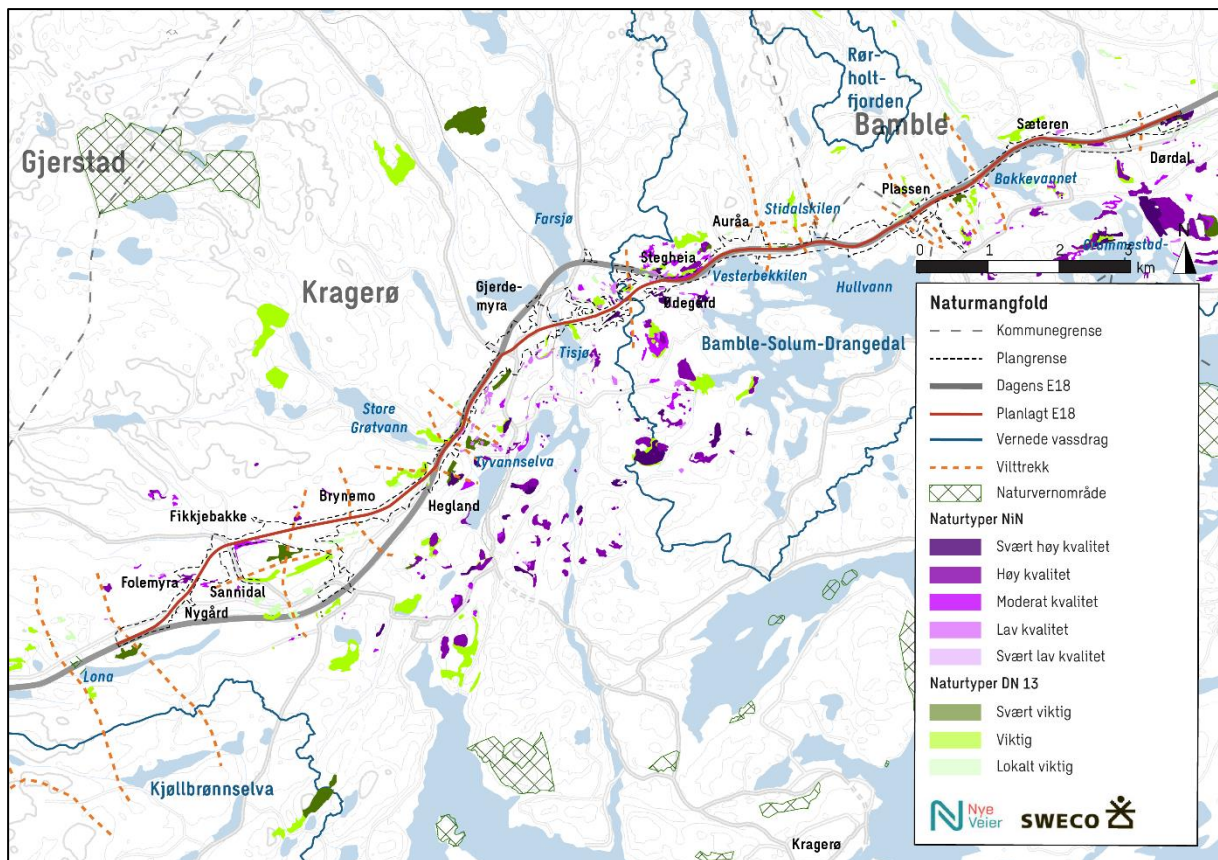 Rør-
holt-
fjorden
Bamble
Sæteren
Dørdal
Gjerstad
Plassen
Bakkevannet
Stidalskilen
Farsjø
Auråa
Stegheia
Vesterbekkilen
Hullvann
Gjerde-
myra
Kragerø
Ødegård
Tisjø
Bamble-Solum-Drangedal
Store
Grøtvann
Tyvannselva
Brynemo
Hegland
Fikkjebakke
Folemyra
Sannidal
Nygård
Lona
Kjøllbrønnselva
Kragerø
N
0 1 2 3
km
Naturmangfold
Kommunegrense
Plangrense
Dagens E18
Planlagt E18
Vernede vassdrag
Vilttrekk
Naturvernområde
Naturtyper NiN
Svært høy kvalitet
Høy kvalitet
Moderat kvalitet
Lav kvalitet
Svært lav kvalitet
Naturtyper DN 13
Svært viktig
Viktig
Lokalt viktig
Nye
Veier
SWECO